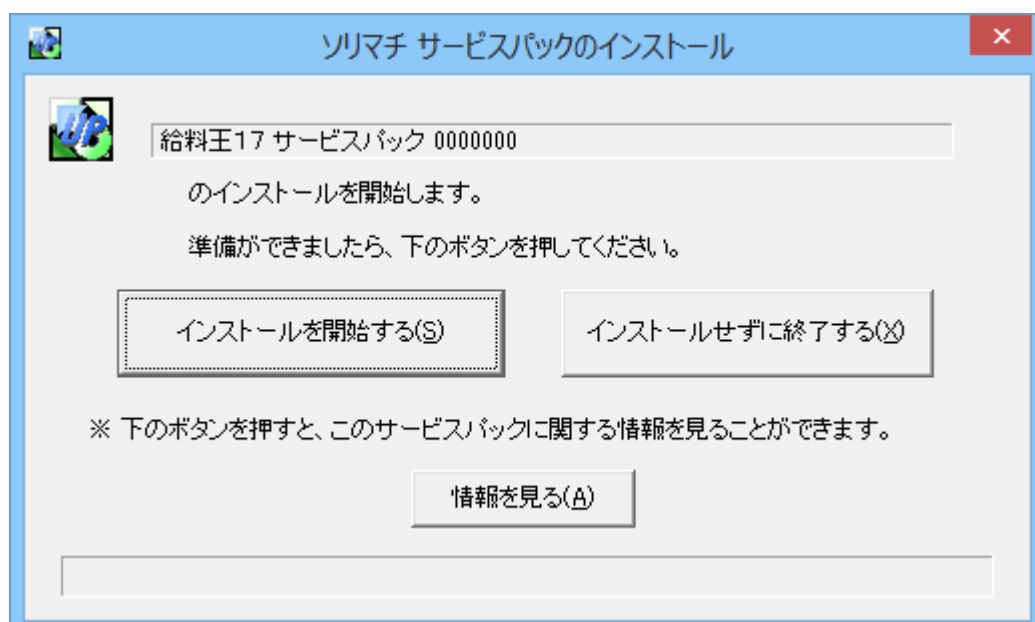 ソリマチ サービスパックのインストール
UP
給料王17 サービスパック 0000000
のインストールを開始します。
準備ができましたら、下のボタンを押してください。
インストールを開始する(S)
インストールせずに終了する(X)
※ 下のボタンを押すと、このサービスパックに関する情報を見ることができます。
情報を見る(A)